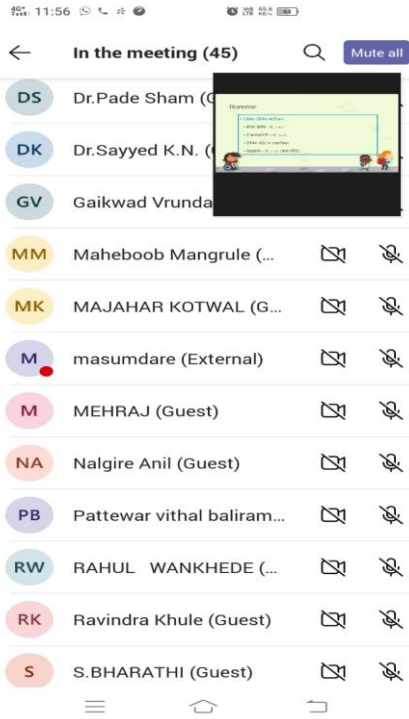 11:56
In the meeting (45)
Mute all
DS Dr.Pade Sham (G
DK Dr.Sayyed K.N. (
GV Gaikwad Vrunda
MM Maheboob Mangrule (...
MK MAJAHAR KOTWAL (G...
M masumdare (External)
M MEHRAJ (Guest)
NA Nalgire Anil (Guest)
PB Pattewar vithal baliram...
RW RAHUL WANKHEDE (...
RK Ravindra Khule (Guest)
S S.BHARATHI (Guest)